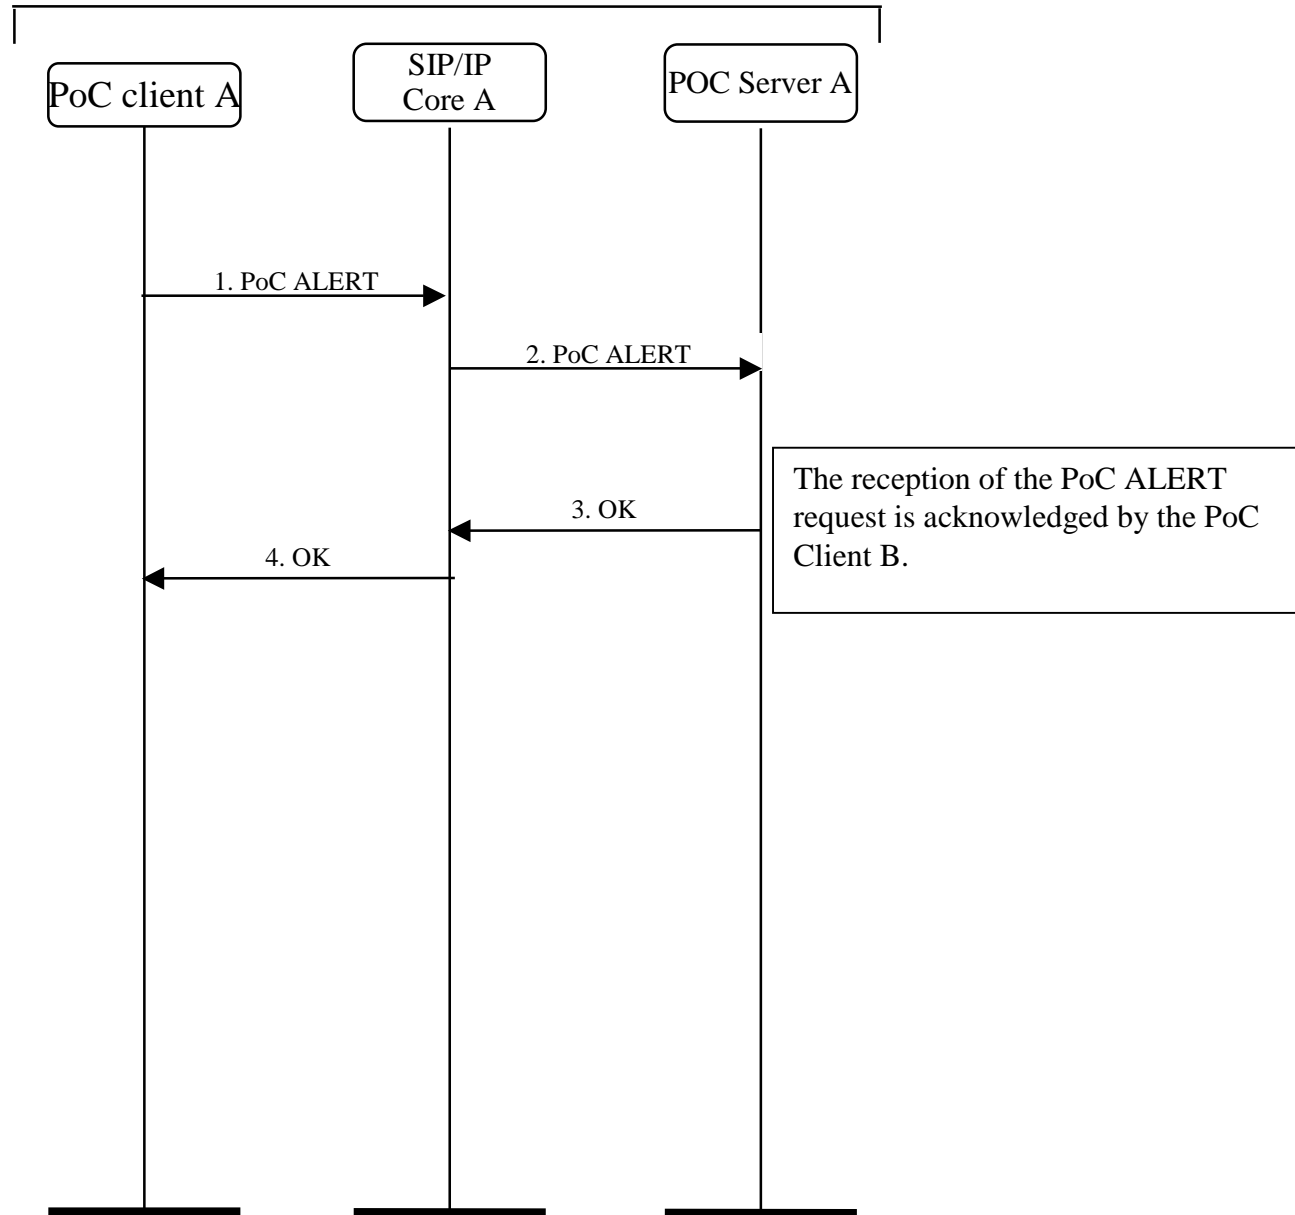 PoC client A
SIP/IP
Core A
POC Server A
1. PoC ALERT
2. PoC ALERT
The reception of the PoC ALERT
request is acknowledged by the PoC
Client B.
3. OK
4. OK